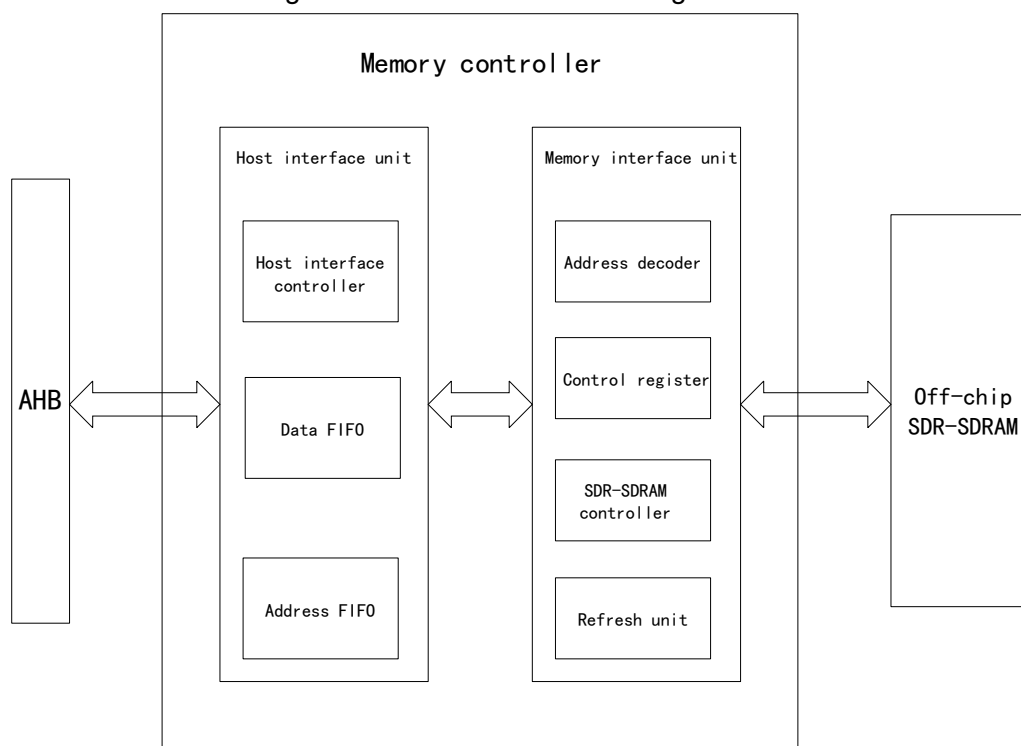 Memory controller
Host interface unit
Memory interface unit
Host interface
controller
Address decoder
AHB
Data FIFO
Control register
Off-chip
SDR-SDRAM
SDR-SDRAM
controller
Address FIFO
Refresh unit